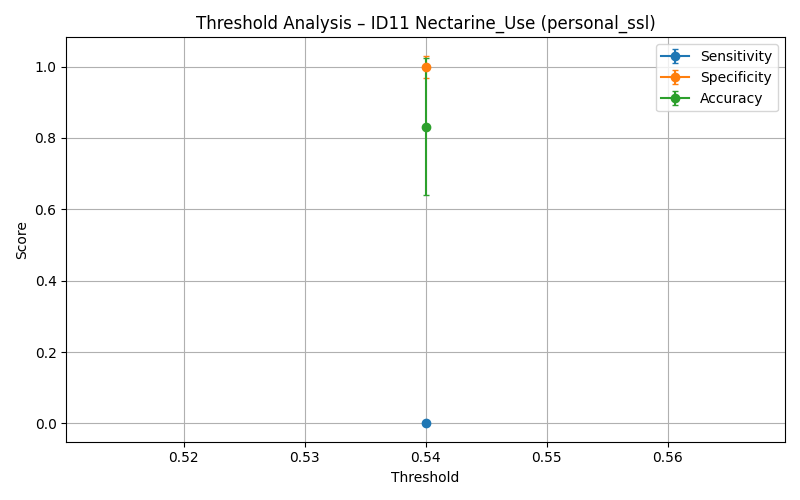 Threshold Analysis – ID11 Nectarine_Use (personal_ssl)
Sensitivity
Specificity
Accuracy
1.0
0.8
0.6
0.4
0.2
0.0
Score
0.52 0.53 0.54 0.55 0.56
Threshold